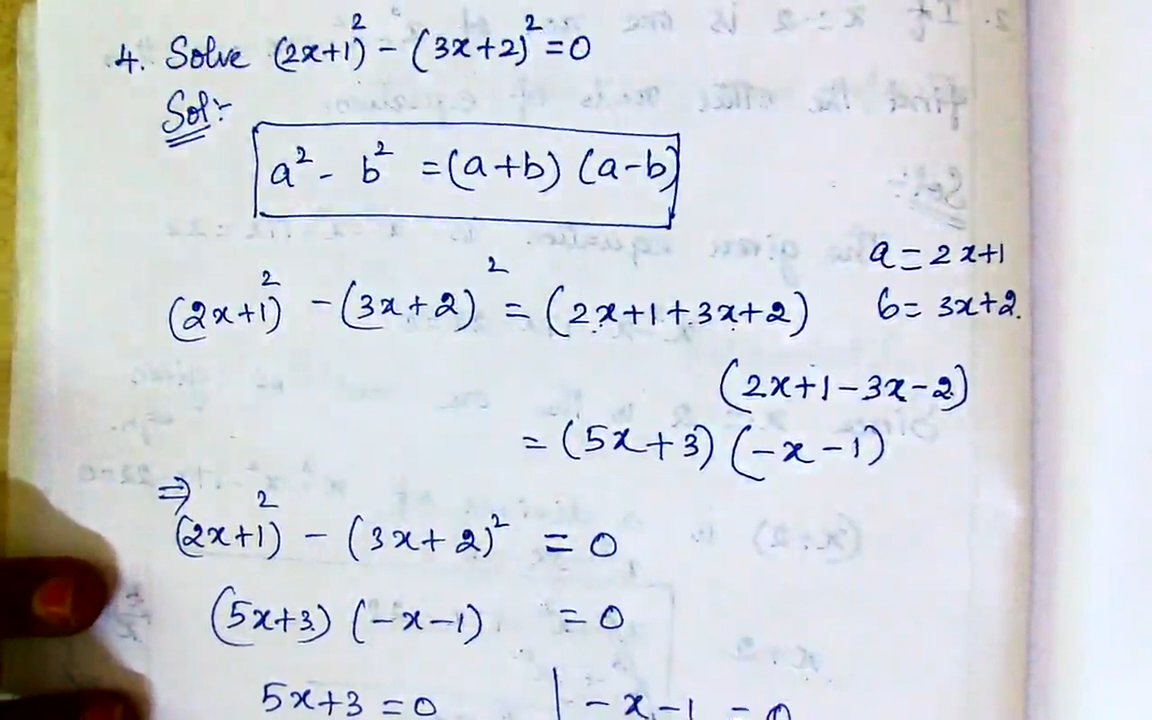 4. Solve (2x+1)² - (3x+2)² = 0
Sol:-
a² - b² = (a+b) (a-b)
a = 2x+1
(2x+1)² - (3x+2)² = (2x+1+3x+2) b = 3x+2.
(2x+1-3x-2)
= (5x+3) (-x-1)
⇒
(2x+1)² - (3x+2)² = 0
(5x+3) (-x-1) = 0
5x+3 = 0 | -x-1 = 0